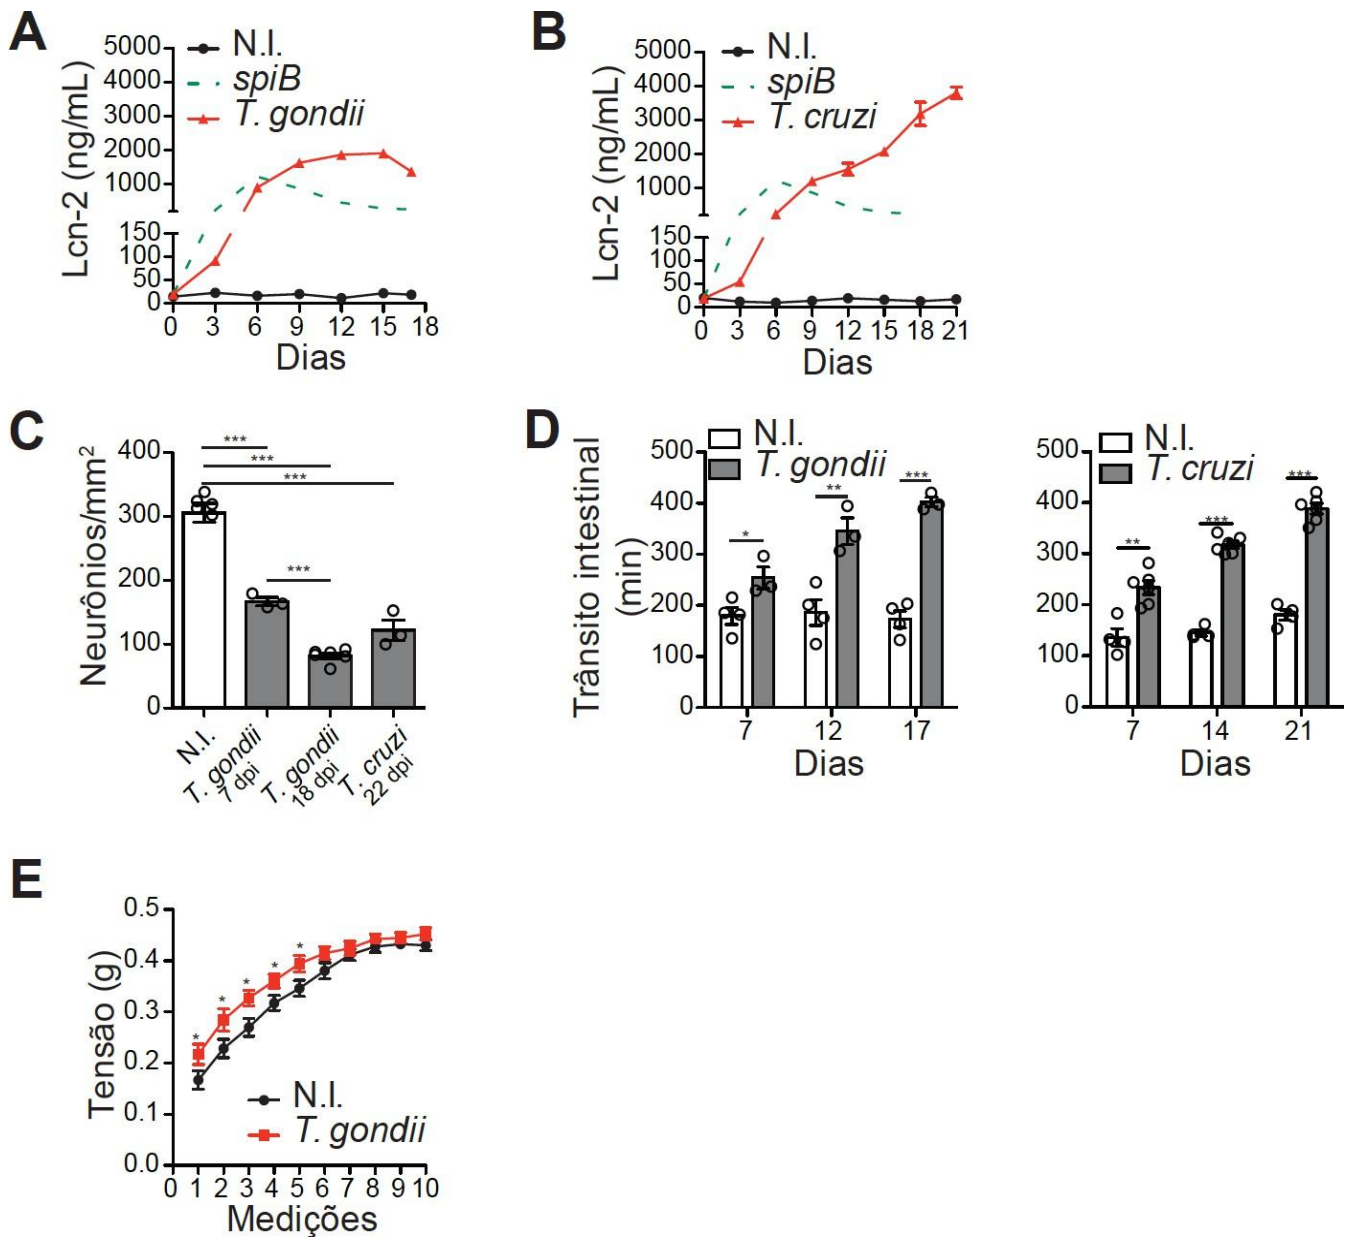 A
5000
4000
3000
2000
1000
150
100
50
0
Lcn-2 (ng/mL)
N.I.
spiB
T. gondii
0 3 6 9 12 15 18
Dias
B
5000
4000
3000
2000
1000
150
100
50
0
Lcn-2 (ng/mL)
N.I.
spiB
T. cruzi
0 3 6 9 12 15 18 21
Dias
C
400
300
200
100
0
Neurônios/mm²
***
***
***
***
N.I.
T. gondii
7 dpi
T. gondii
18 dpi
T. cruzi
22 dpi
D
Trânsito intestinal
(min)
500
400
300
200
100
0
N.I.
T. gondii
*
**
***
7 12 17
Dias
500
400
300
200
100
0
N.I.
T. cruzi
**
***
***
7 14 21
Dias
E
0.5
0.4
0.3
0.2
0.1
0.0
Tensão (g)
* * * * *
N.I.
T. gondii
0 1 2 3 4 5 6 7 8 9 10
Medições